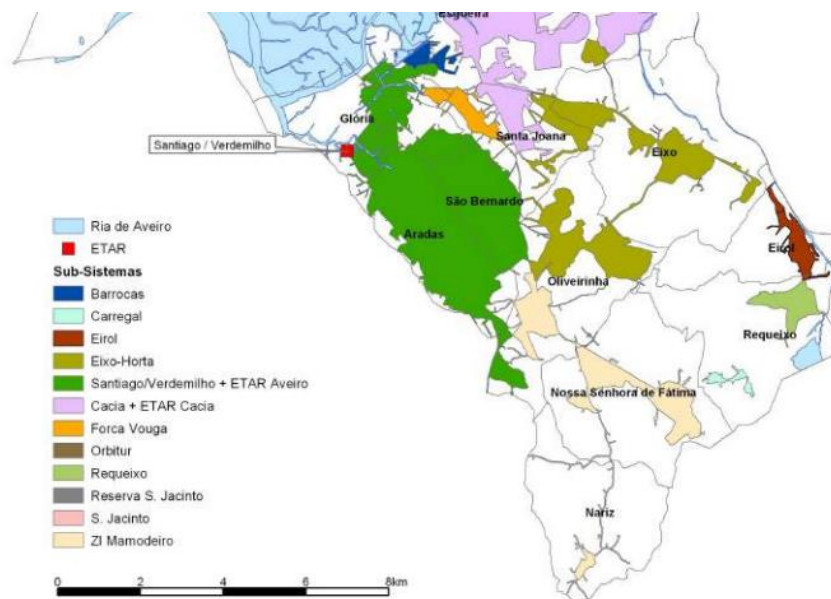 Esgueira
Glória
Santa Joana
Santiago / Verdemilho
Eixo
São Bernardo
Aradas
Eirol
Oliveirinha
Requeixo
Nossa Senhora de Fátima
Nariz
Ria de Aveiro
ETAR
Sub-Sistemas
Barrocas
Carregal
Eirol
Eixo-Horta
Santiago/Verdemilho + ETAR Aveiro
Cacia + ETAR Cacia
Forca Vouga
Orbitur
Requeixo
Reserva S. Jacinto
S. Jacinto
ZI Mamodeiro
0 2 4 6 8km